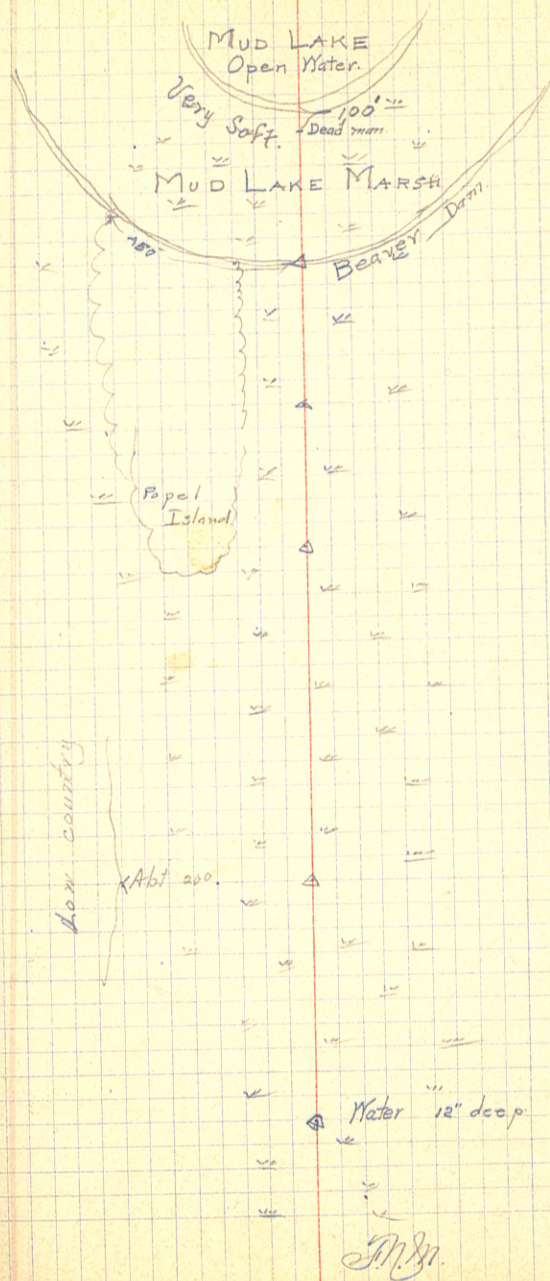 MUD LAKE
Open Water.
Very Soft.
100'
Dead man
MUD LAKE MARSH
150
Beaver Dam
Popel
Island
Low country
Abt 200.
Water 12" deep